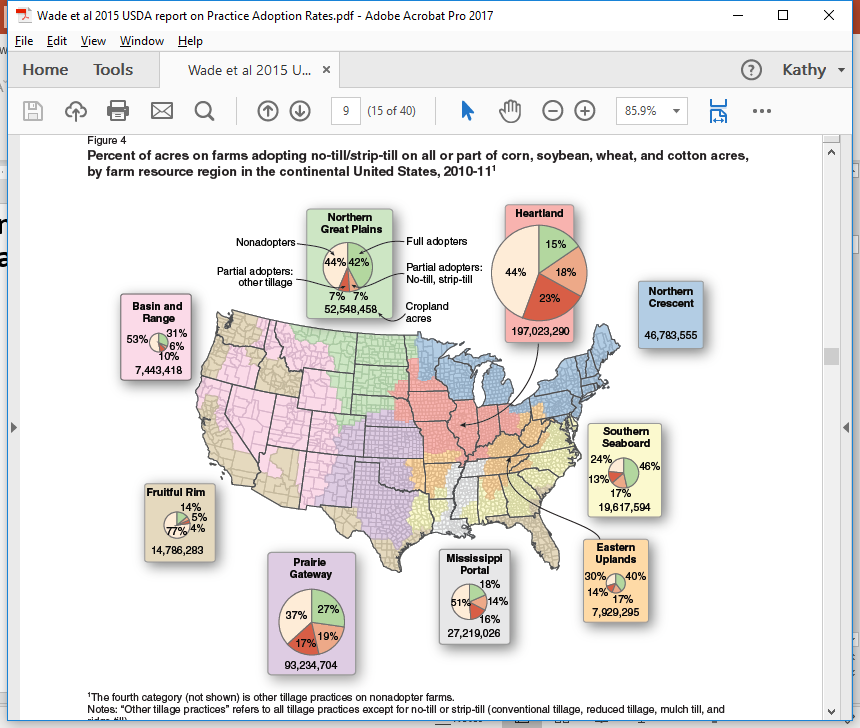 Wade et al 2015 USDA report on Practice Adoption Rates.pdf - Adobe Acrobat Pro 2017
File Edit View Window Help
Home Tools Wade et al 2015 U... × ? Kathy
9 (15 of 40) 85.9%
Figure 4
Percent of acres on farms adopting no-till/strip-till on all or part of corn, soybean, wheat, and cotton acres,
by farm resource region in the continental United States, 2010-11¹
Northern
Great Plains
Nonadopters
Full adopters
44% 42%
Partial adopters:
other tillage
Partial adopters:
No-till, strip-till
7% 7%
52,548,458
Cropland
acres
Heartland
15%
44%
18%
23%
197,023,290
Northern
Crescent
46,783,555
Basin and
Range
53%
31%
6%
10%
7,443,418
Southern
Seaboard
24%
46%
13%
17%
19,617,594
Fruitful Rim
14%
5%
77%
4%
14,786,283
Prairie
Gateway
37%
27%
17%
19%
93,234,704
Mississippi
Portal
18%
51%
14%
16%
27,219,026
Eastern
Uplands
30%
40%
14%
17%
7,929,295
¹The fourth category (not shown) is other tillage practices on nonadopter farms.
Notes: “Other tillage practices” refers to all tillage practices except for no-till or strip-till (conventional tillage, reduced tillage, mulch till, and